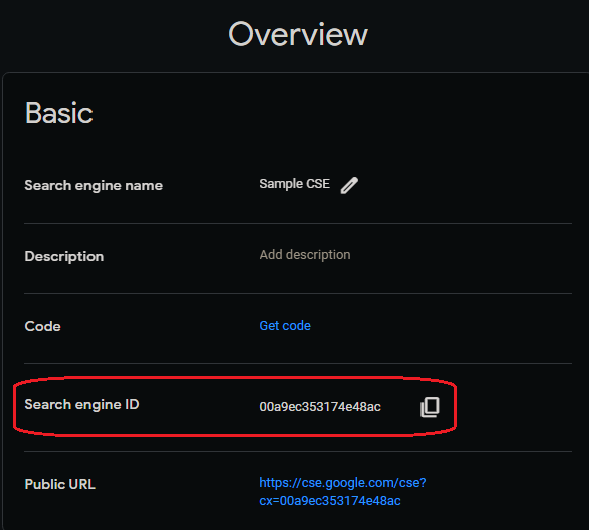 Overview
Basic
Search engine name
Sample CSE
Description
Add description
Code
Get code
Search engine ID
00a9ec353174e48ac
Public URL
https://cse.google.com/cse?
cx=00a9ec353174e48ac